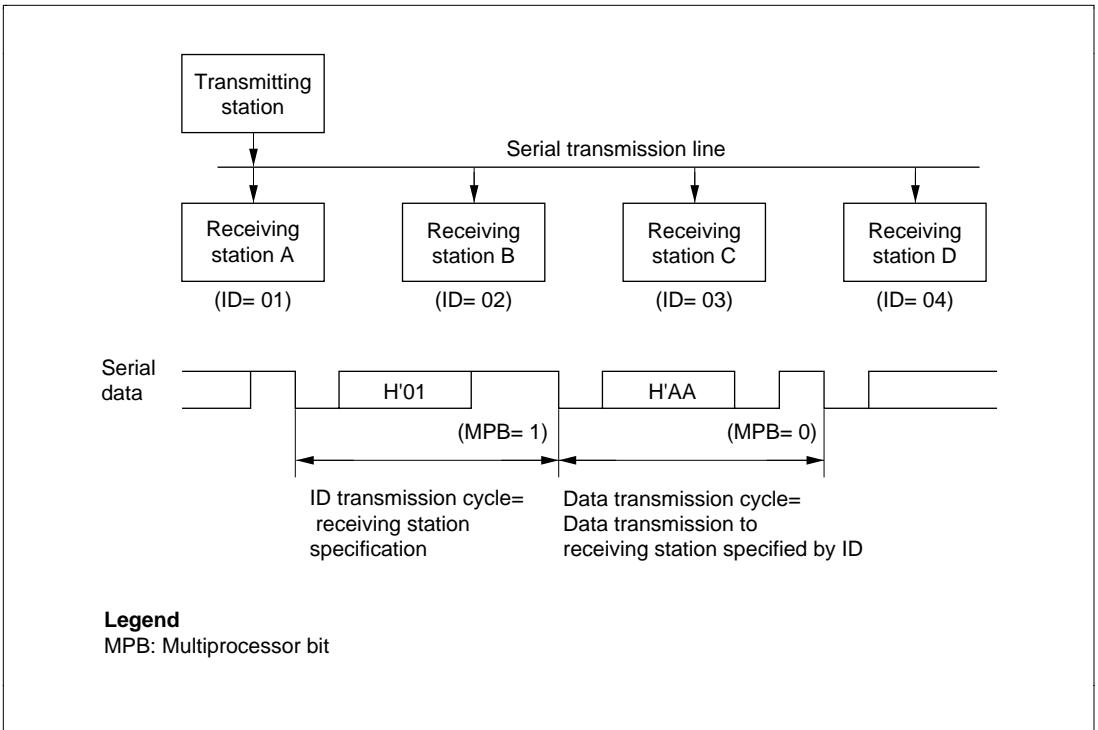 Transmitting
station
Serial transmission line
Receiving
station A
Receiving
station B
Receiving
station C
Receiving
station D
(ID= 01)
(ID= 02)
(ID= 03)
(ID= 04)
Serial
data
H'01
H'AA
(MPB= 1)
(MPB= 0)
ID transmission cycle=
receiving station
specification
Data transmission cycle=
Data transmission to
receiving station specified by ID
Legend
MPB: Multiprocessor bit